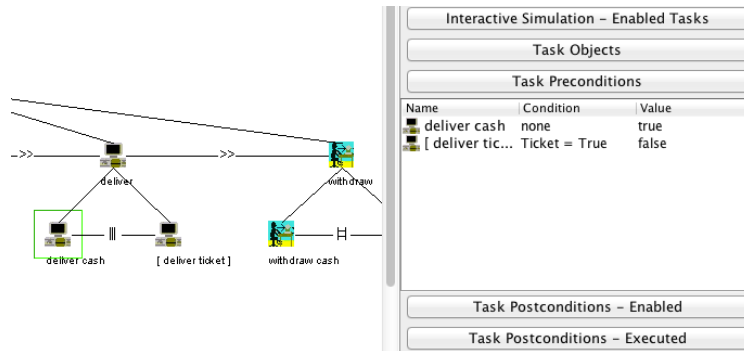 >>
>>
deliver
withdraw
|||
|=|
deliver cash
[ deliver ticket ]
withdraw cash
Interactive Simulation – Enabled Tasks
Task Objects
Task Preconditions
Name Condition Value
deliver cash none true
[ deliver tic... Ticket = True false
Task Postconditions – Enabled
Task Postconditions – Executed